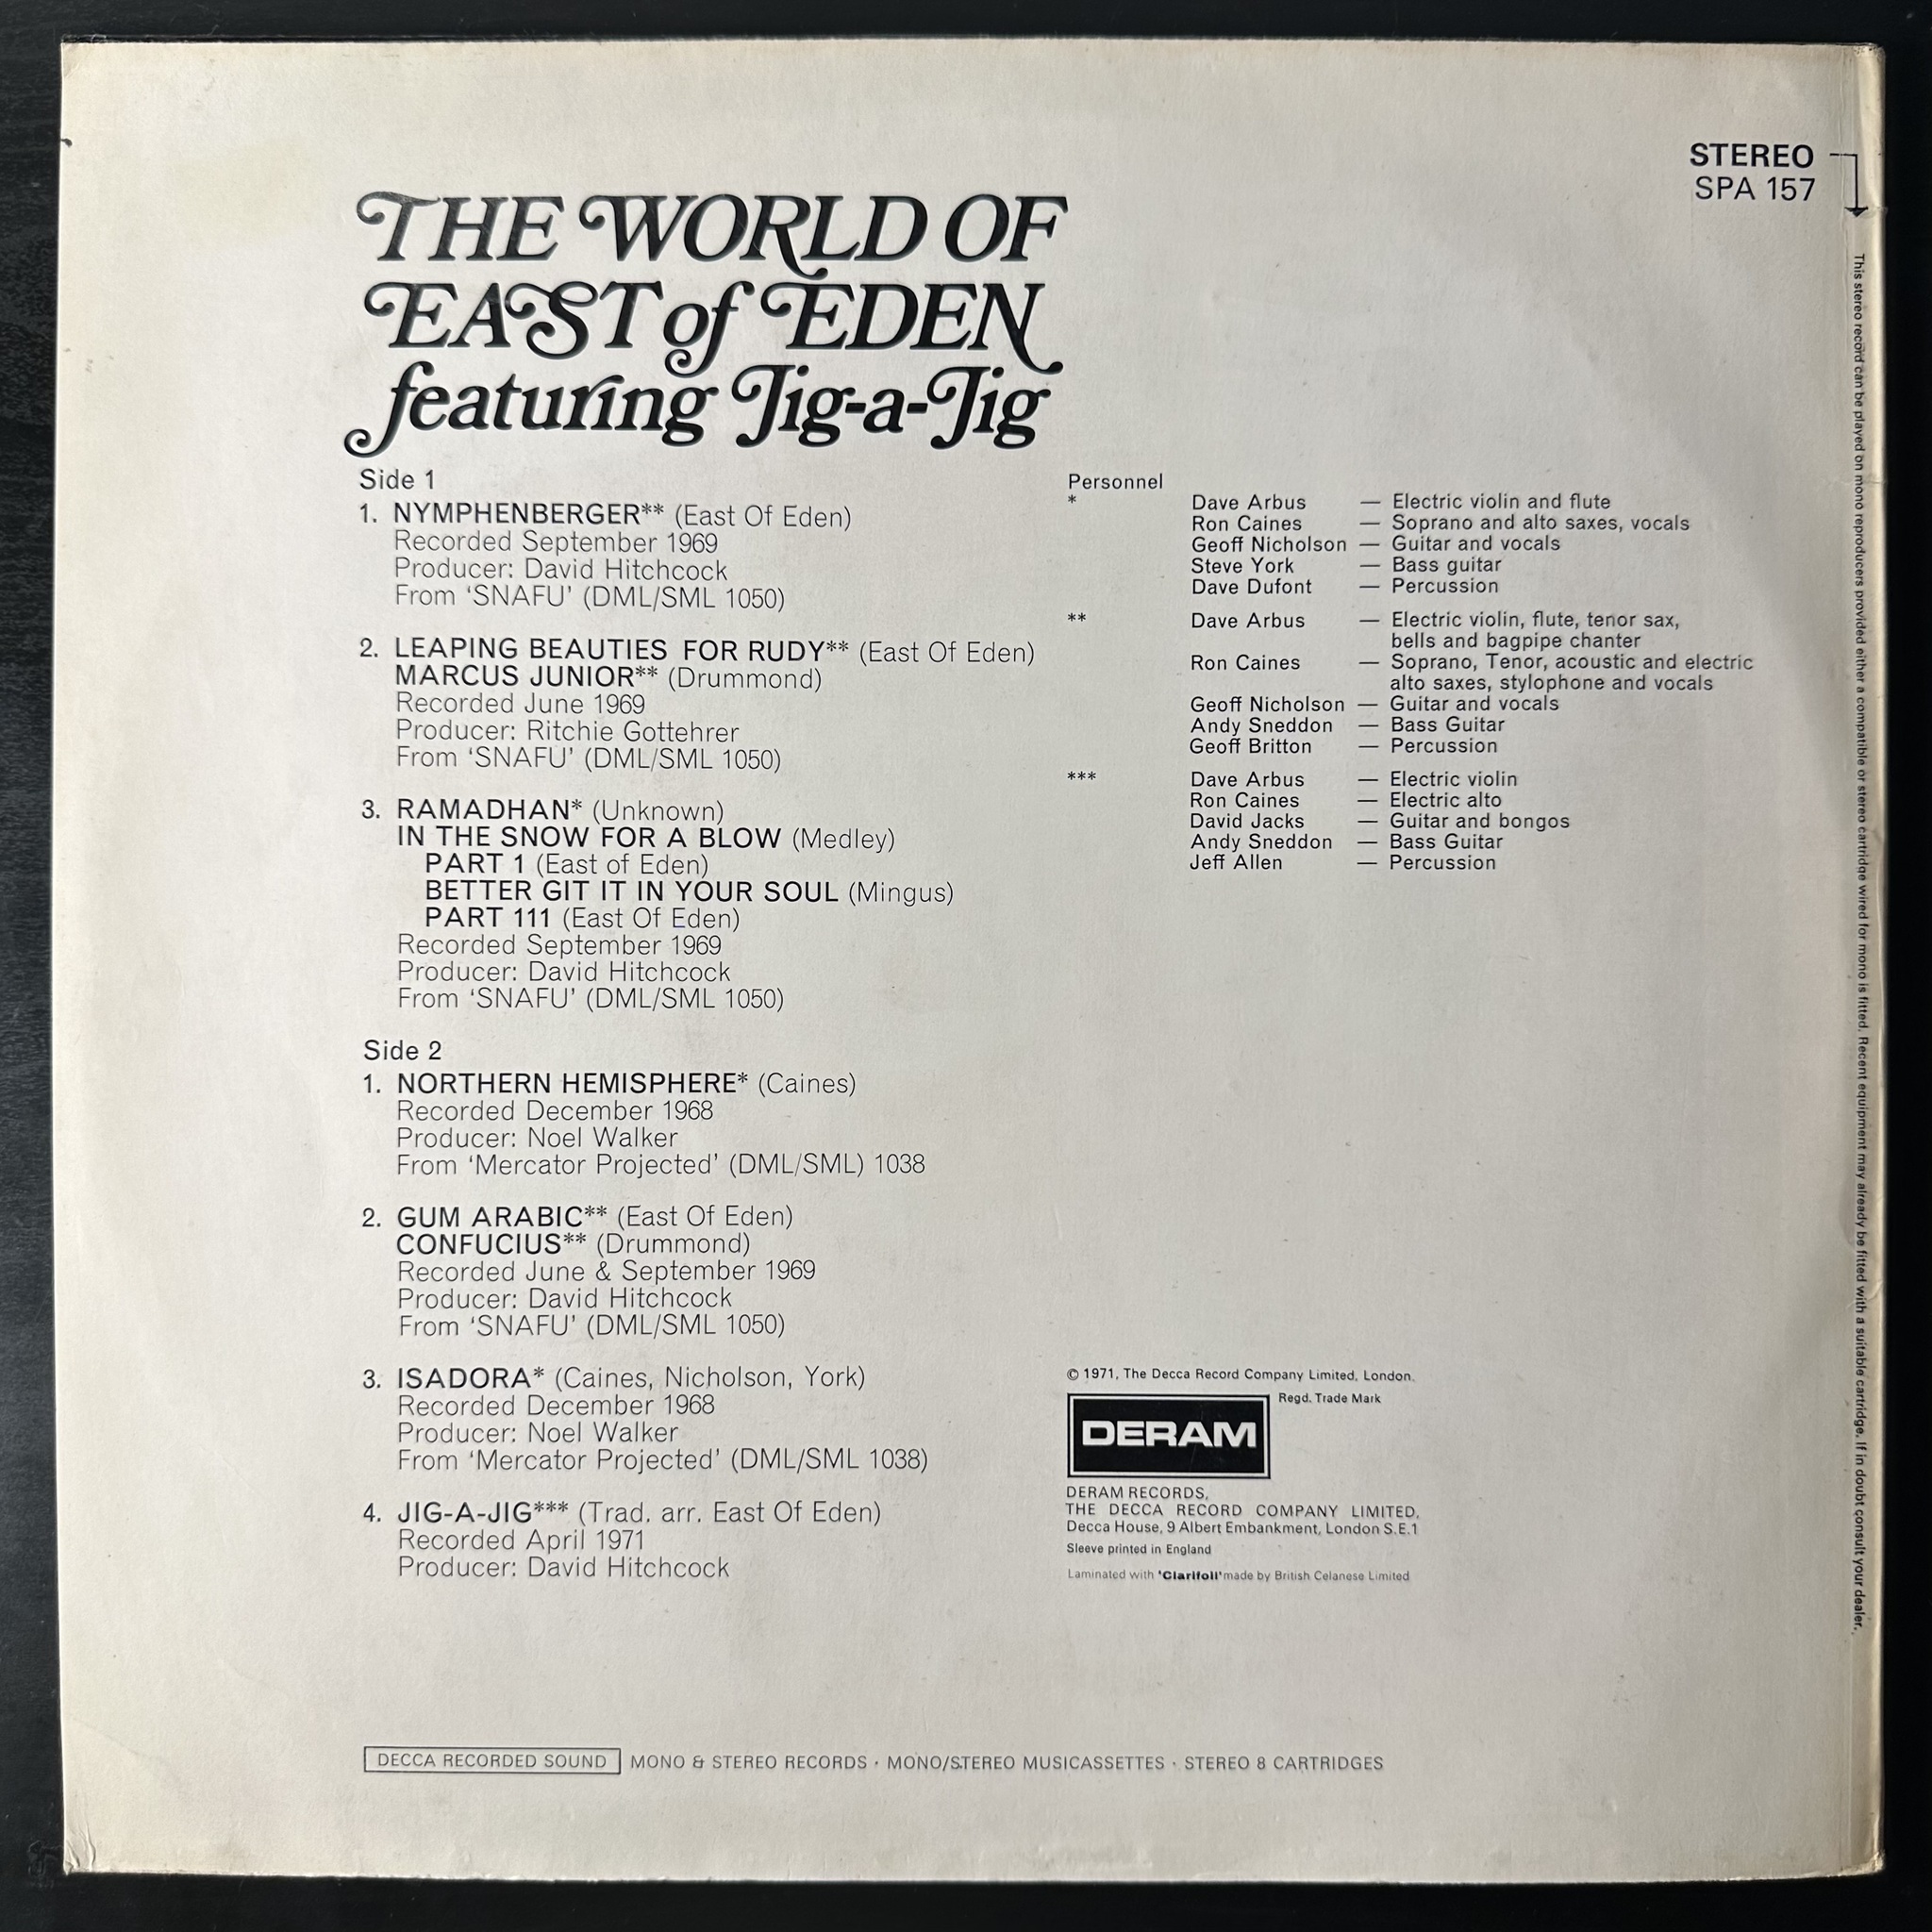 STEREO
SPA 157
THE WORLD OF
EAST of EDEN
featuring Jig-a-Jig
Side 1
1. NYMPHENBERGER** (East Of Eden)
Recorded September 1969
Producer: David Hitchcock
From ‘SNAFU’ (DML/SML 1050)
2. LEAPING BEAUTIES FOR RUDY** (East Of Eden)
MARCUS JUNIOR** (Drummond)
Recorded June 1969
Producer: Ritchie Gottehrer
From ‘SNAFU’ (DML/SML 1050)
3. RAMADHAN* (Unknown)
IN THE SNOW FOR A BLOW (Medley)
PART 1 (East of Eden)
BETTER GIT IT IN YOUR SOUL (Mingus)
PART 111 (East Of Eden)
Recorded September 1969
Producer: David Hitchcock
From ‘SNAFU’ (DML/SML 1050)
Side 2
1. NORTHERN HEMISPHERE* (Caines)
Recorded December 1968
Producer: Noel Walker
From ‘Mercator Projected’ (DML/SML) 1038
2. GUM ARABIC** (East Of Eden)
CONFUCIUS** (Drummond)
Recorded June & September 1969
Producer: David Hitchcock
From ‘SNAFU’ (DML/SML 1050)
3. ISADORA* (Caines, Nicholson, York)
Recorded December 1968
Producer: Noel Walker
From ‘Mercator Projected’ (DML/SML 1038)
4. JIG-A-JIG*** (Trad. arr. East Of Eden)
Recorded April 1971
Producer: David Hitchcock
Personnel
* Dave Arbus — Electric violin and flute
Ron Caines — Soprano and alto saxes, vocals
Geoff Nicholson — Guitar and vocals
Steve York — Bass guitar
Dave Dufont — Percussion
** Dave Arbus — Electric violin, flute, tenor sax,
bells and bagpipe chanter
Ron Caines — Soprano, Tenor, acoustic and electric
alto saxes, stylophone and vocals
Geoff Nicholson — Guitar and vocals
Andy Sneddon — Bass Guitar
Geoff Britton — Percussion
*** Dave Arbus — Electric violin
Ron Caines — Electric alto
David Jacks — Guitar and bongos
Andy Sneddon — Bass Guitar
Jeff Allen — Percussion
© 1971, The Decca Record Company Limited, London.
DERAM
Regd. Trade Mark
DERAM RECORDS,
THE DECCA RECORD COMPANY LIMITED,
Decca House, 9 Albert Embankment, London S.E.1
Sleeve printed in England
Laminated with ‘Clarifoil’ made by British Celanese Limited
DECCA RECORDED SOUND MONO & STEREO RECORDS · MONO/STEREO MUSICASSETTES · STEREO 8 CARTRIDGES
This stereo record can be played on mono reproducers provided either a compatible or stereo cartridge wired for mono is fitted. Recent equipment may already be fitted with a suitable cartridge. If in doubt consult your dealer.